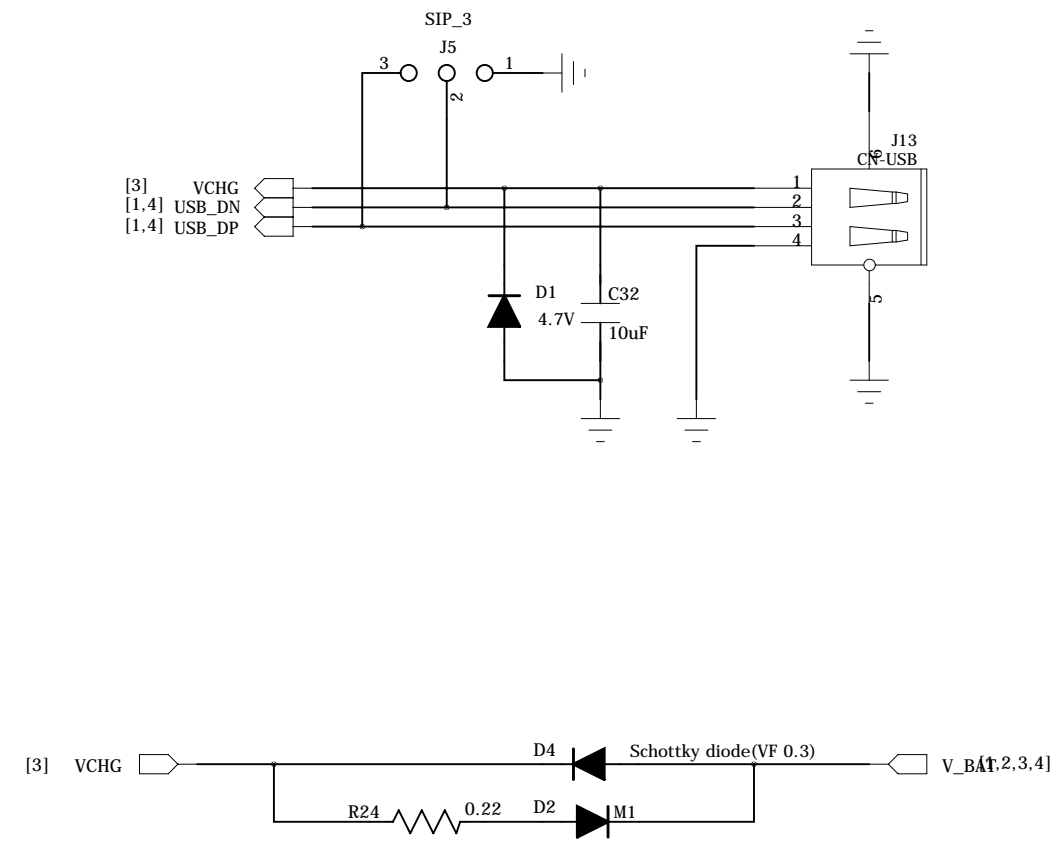 SIP_3
J5
3
1
2
J13
CN-USB
6
[3] VCHG
[1,4] USB_DN
[1,4] USB_DP
1
2
3
4
D1
4.7V
C32
10uF
5
D4
Schottky diode(VF 0.3)
[3] VCHG
V_BAT[1,2,3,4]
R24
0.22
D2
M1